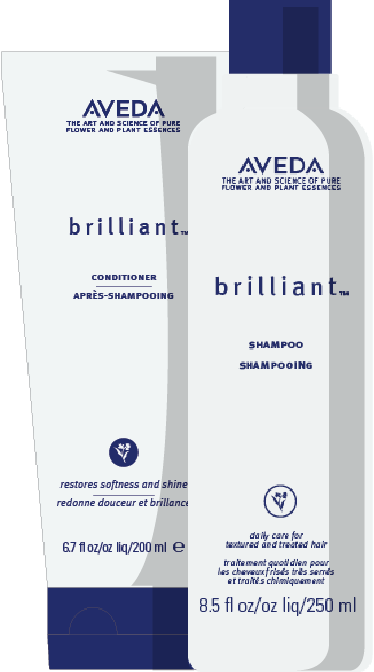 AVEDA
THE ART AND SCIENCE OF PURE
FLOWER AND PLANT ESSENCES
brilliant™
CONDITIONER
APRÈS-SHAMPOOING
restores softness and shine
redonne douceur et brillance
6.7 fl oz/oz liq/200 ml ℮
AVEDA
THE ART AND SCIENCE OF PURE
FLOWER AND PLANT ESSENCES
brilliant™
SHAMPOO
SHAMPOOING
daily care for
textured and treated hair
traitement quotidien pour
les cheveux frisés très serrés
et traités chimiquement
8.5 fl oz/oz liq/250 ml